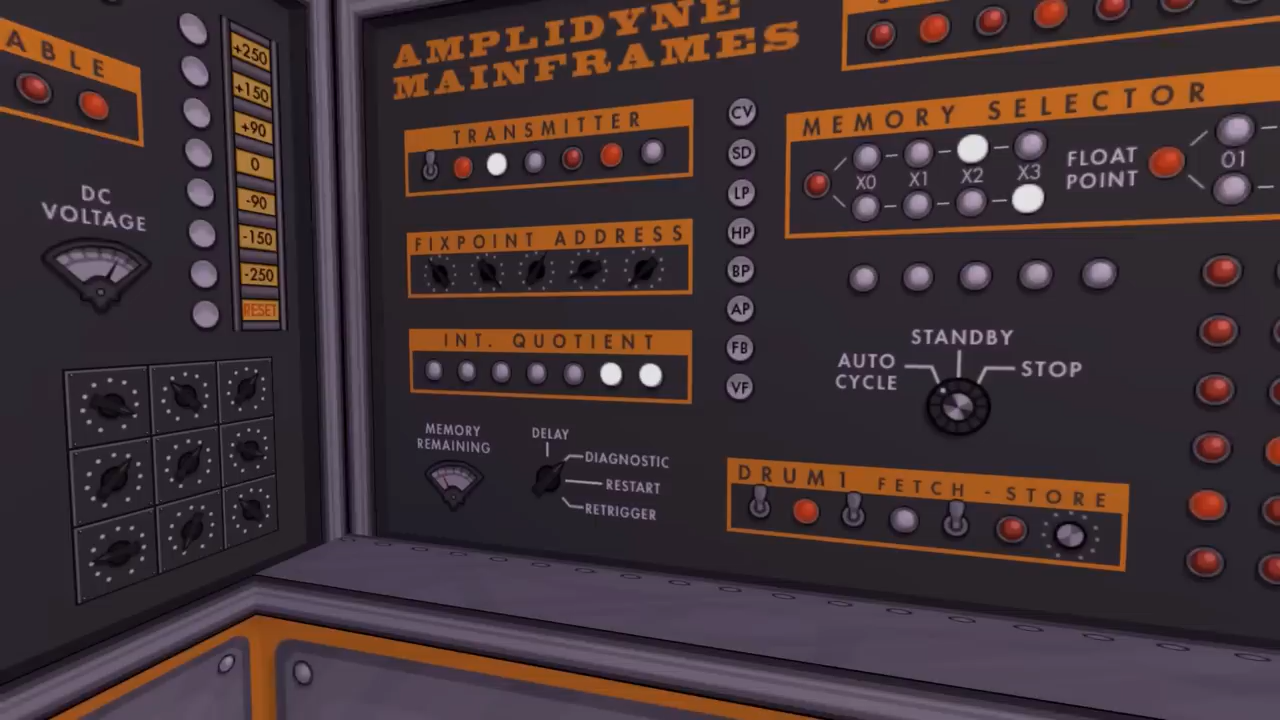 ABLE
+250
+150
+90
0
-90
-150
-250
RESET
DC
VOLTAGE
AMPLIDYNE
MAINFRAMES
TRANSMITTER
FIXPOINT ADDRESS
INT. QUOTIENT
MEMORY
REMAINING
DELAY
DIAGNOSTIC
RESTART
RETRIGGER
CV
SD
LP
HP
BP
AP
FB
VF
MEMORY SELECTOR
X0 X1 X2 X3
FLOAT
POINT
01
STANDBY
AUTO
CYCLE
STOP
DRUM1 FETCH - STORE